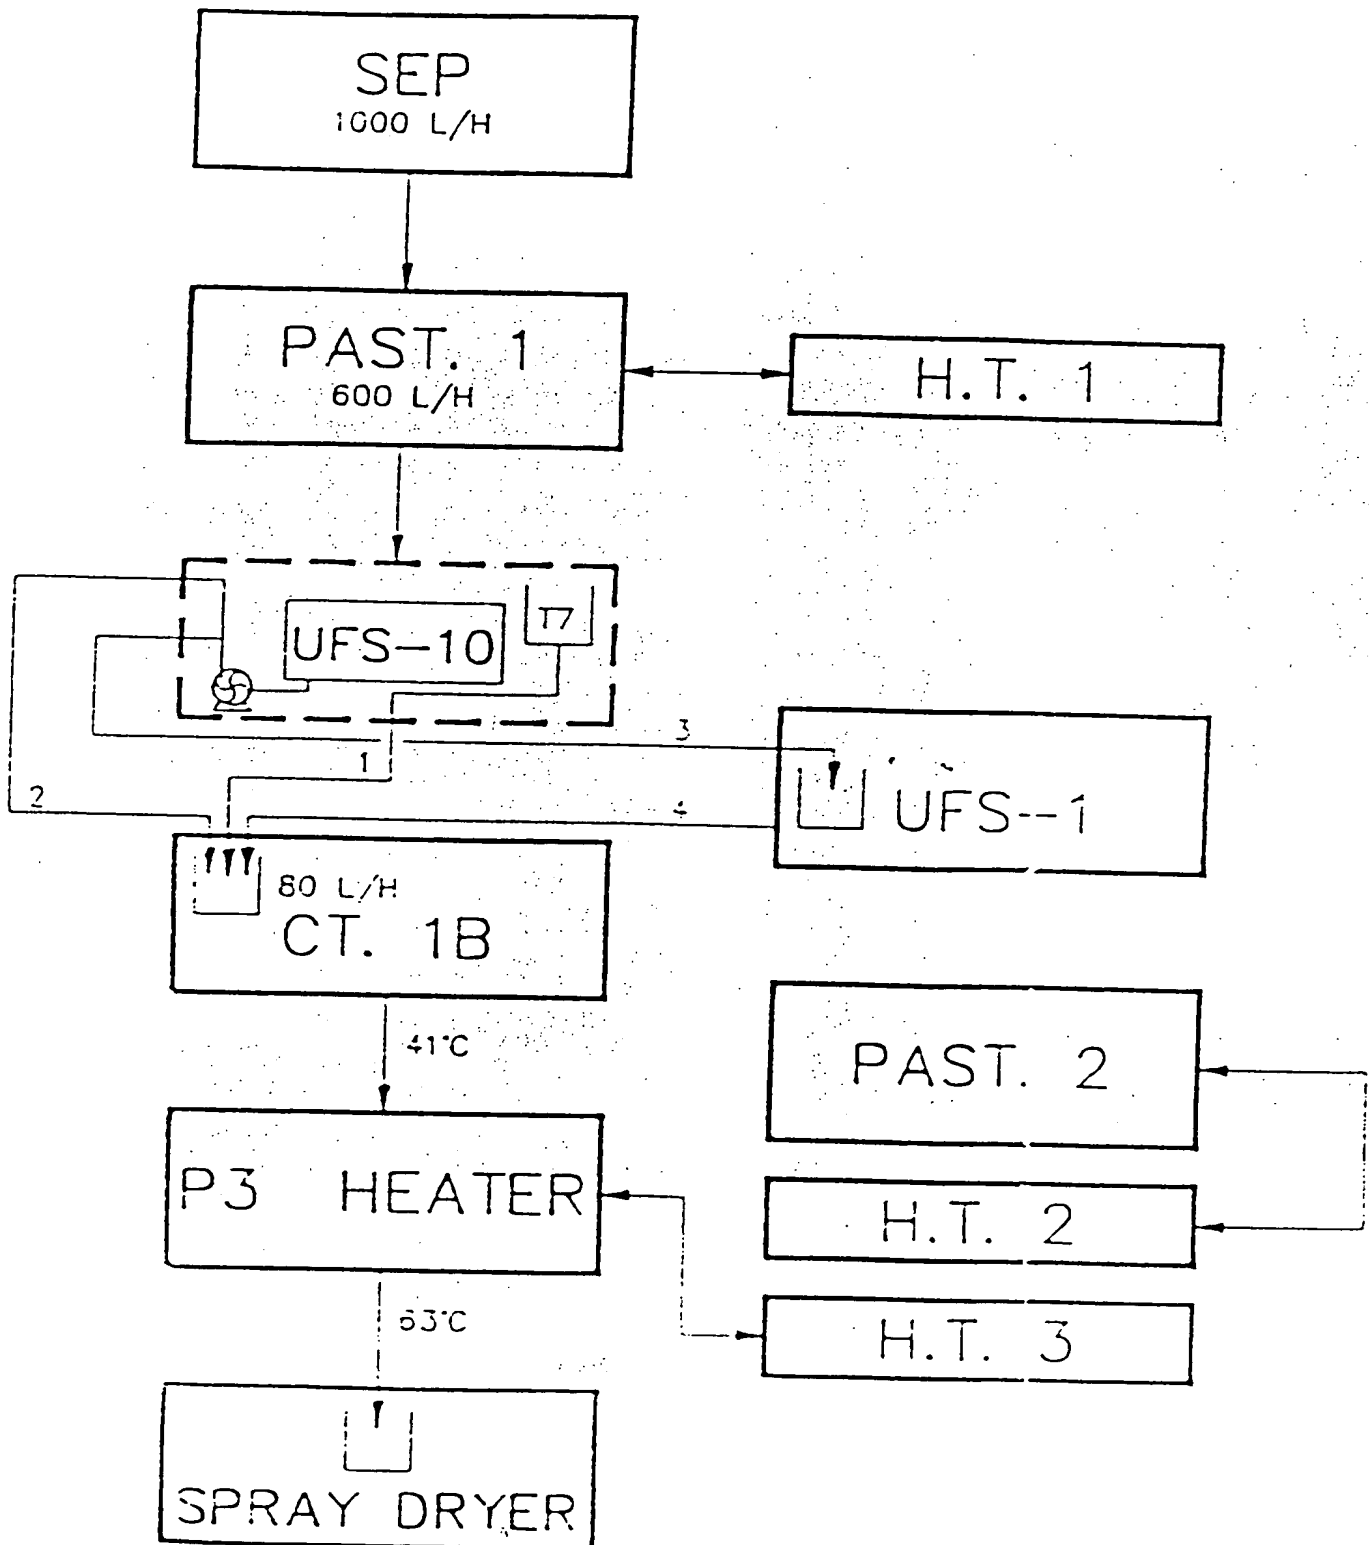 SEP
1000 L/H
PAST. 1
600 L/H
H.T. 1
UFS-10
T7
3
1
2
4
UFS--1
80 L/H
CT. 1B
41°C
PAST. 2
P3 HEATER
H.T. 2
H.T. 3
SPRAY DRYER